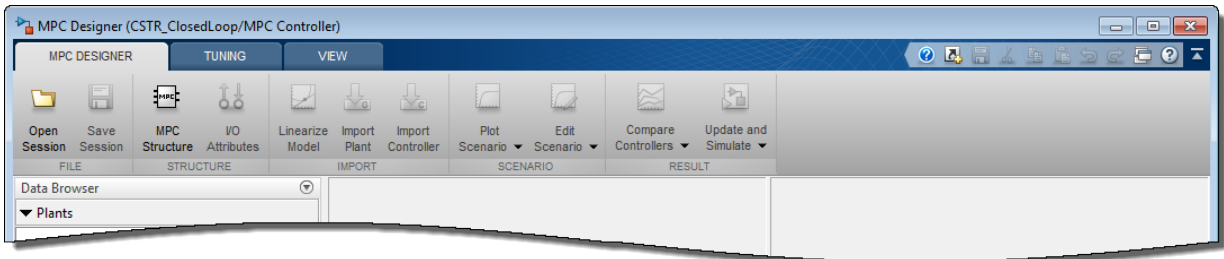 MPC Designer (CSTR_ClosedLoop/MPC Controller)
MPC DESIGNER TUNING VIEW
Open Save MPC I/O Linearize Import Import Plot Edit Compare Update and
Session Session Structure Attributes Model Plant Controller Scenario Scenario Controllers Simulate
FILE STRUCTURE IMPORT SCENARIO RESULT
Data Browser
Plants